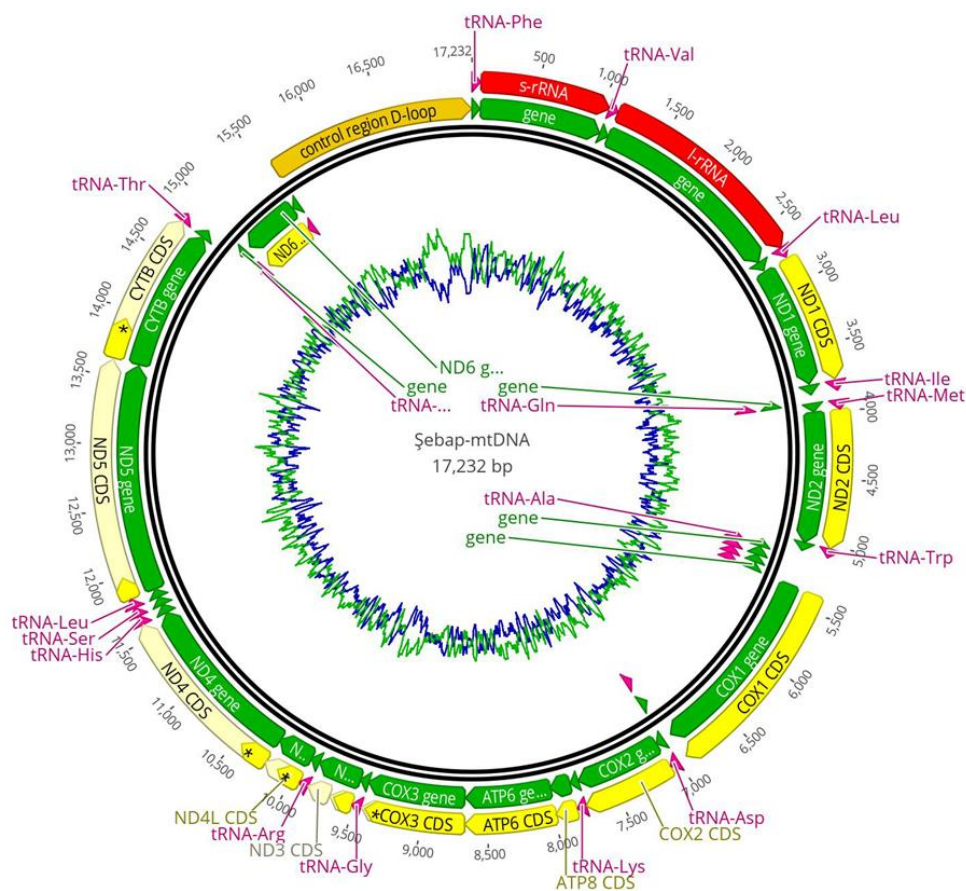 tRNA-Phe
17,232
500
1,000
tRNA-Val
s-rRNA
gene
1,500
l-rRNA
gene
2,000
2,500
tRNA-Leu
3,000
ND1 CDS
ND1 gene
3,500
tRNA-Ile
tRNA-Met
4,000
ND2 gene
ND2 CDS
4,500
5,000
tRNA-Trp
5,500
COX1 gene
COX1 CDS
6,000
6,500
tRNA-Asp
7,000
COX2 g...
COX2 CDS
7,500
tRNA-Lys
ATP8 CDS
8,000
ATP6 ge...
ATP6 CDS
8,500
COX3 gene
*COX3 CDS
9,000
tRNA-Gly
9,500
N...
ND3 CDS
tRNA-Arg
N..
*
ND4L CDS
10,000
10,500
*
ND4 gene
ND4 CDS
11,000
11,500
tRNA-His
tRNA-Ser
tRNA-Leu
12,000
12,500
ND5 gene
ND5 CDS
13,000
13,500
*
CYTB gene
CYTB CDS
14,000
14,500
tRNA-Thr
15,000
15,500
16,000
16,500
control region D-loop
ND6 ..
ND6 g...
gene
tRNA-...
gene
tRNA-Gln
Şebap-mtDNA
17,232 bp
tRNA-Ala
gene
gene